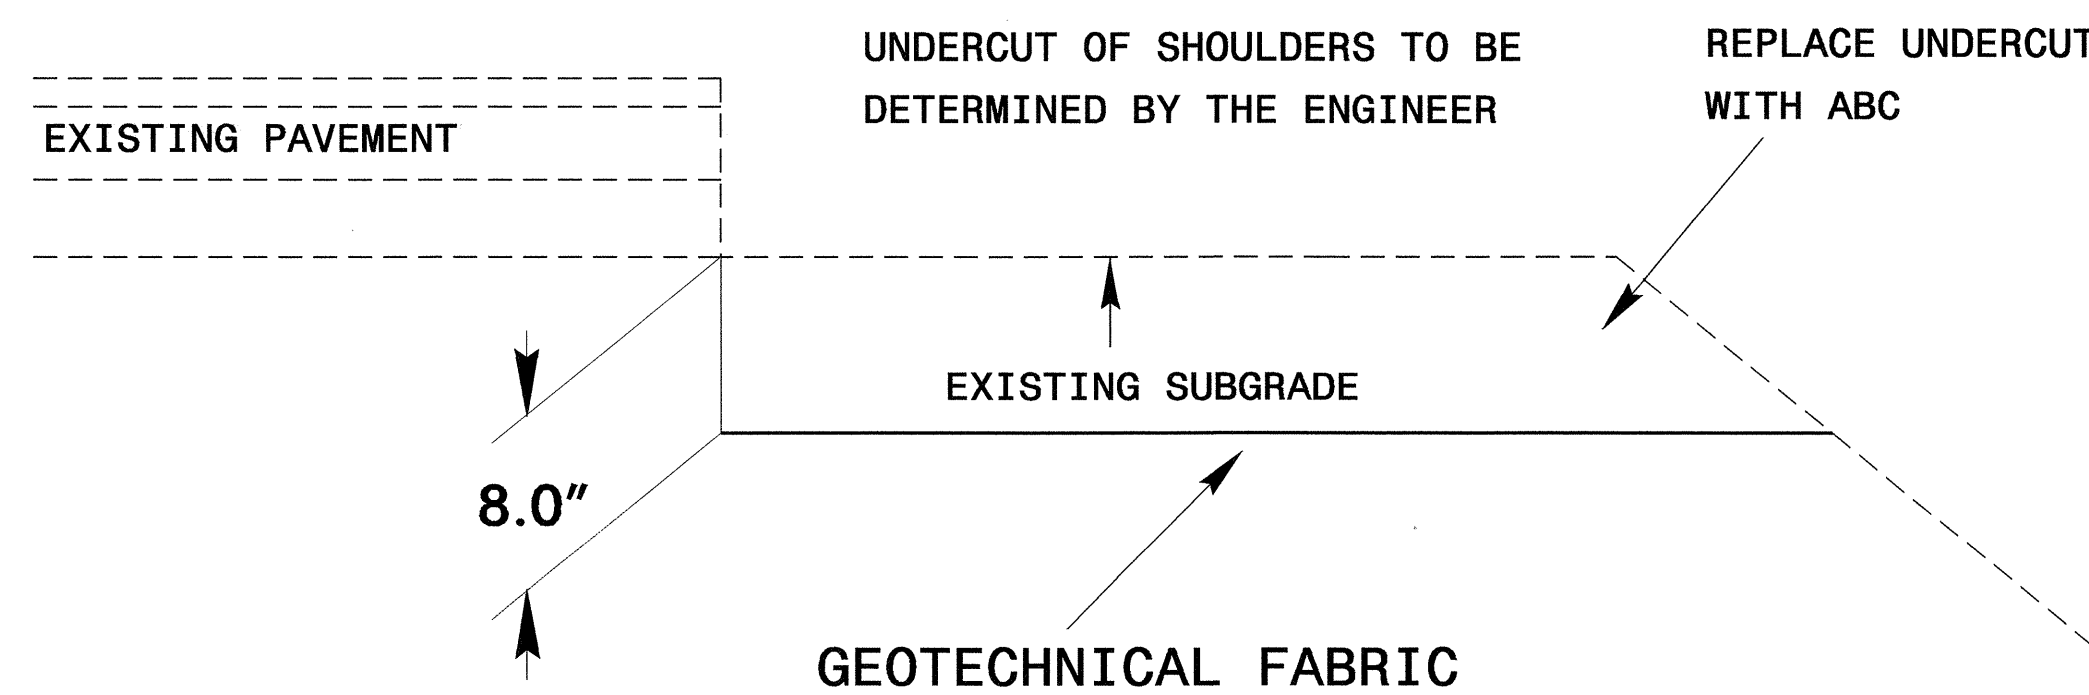 UNDERCUT OF SHOULDERS TO BE
DETERMINED BY THE ENGINEER
REPLACE UNDERCUT
WITH ABC
EXISTING PAVEMENT
EXISTING SUBGRADE
8.0"
GEOTECHNICAL FABRIC